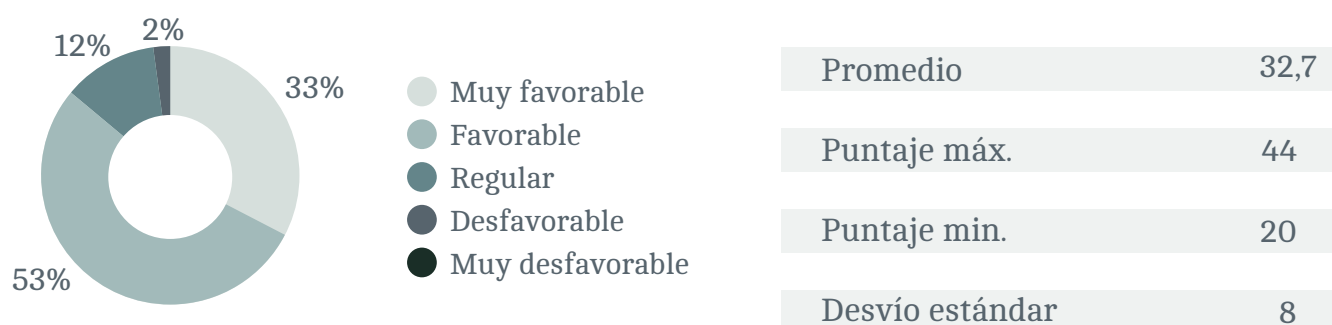 2%
12%
33%
53%
Muy favorable
Favorable
Regular
Desfavorable
Muy desfavorable
Promedio 32,7
Puntaje máx. 44
Puntaje min. 20
Desvío estándar 8